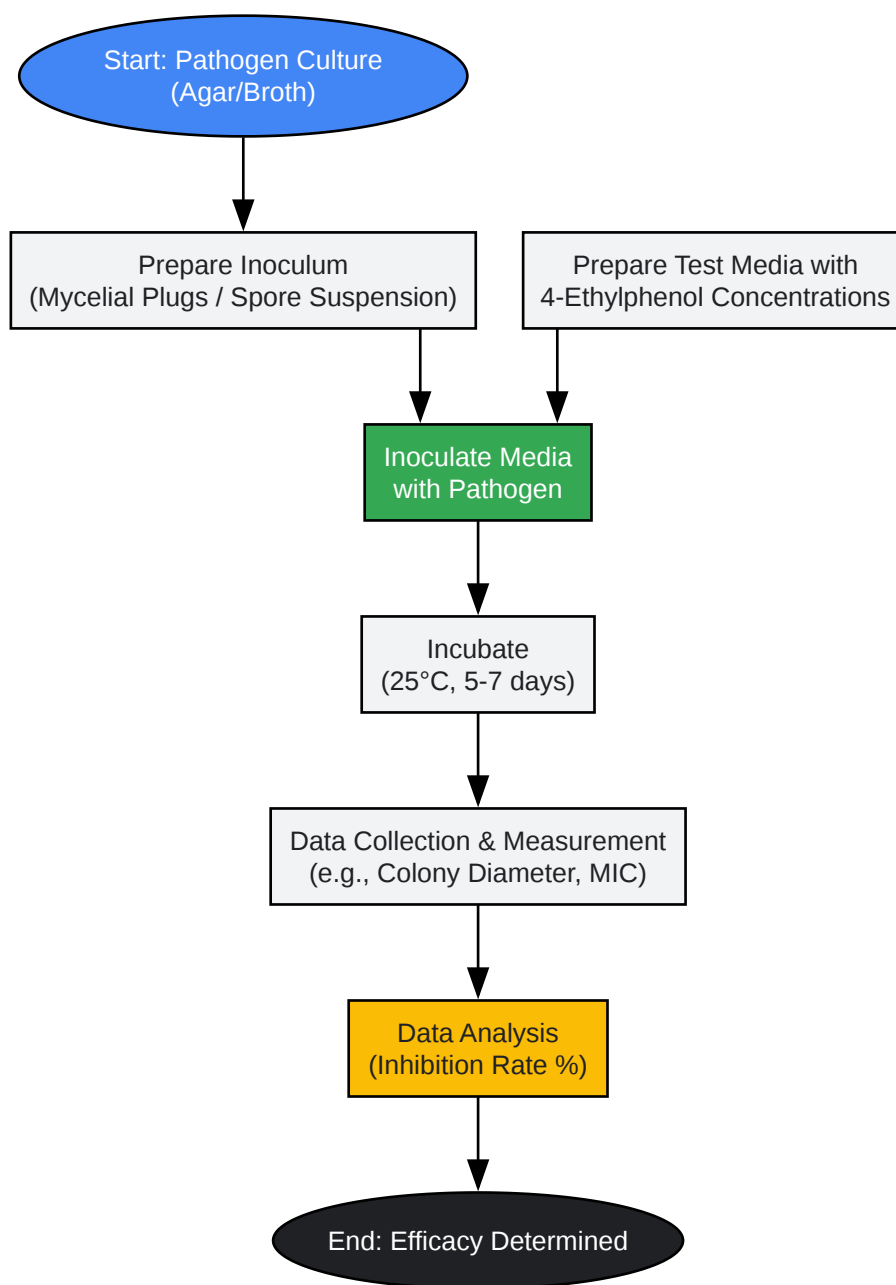 Start: Pathogen Culture
(Agar/Broth)
Prepare Inoculum
(Mycelial Plugs / Spore Suspension)
Prepare Test Media with
4-Ethylphenol Concentrations
Inoculate Media
with Pathogen
Incubate
(25°C, 5-7 days)
Data Collection & Measurement
(e.g., Colony Diameter, MIC)
Data Analysis
(Inhibition Rate %)
End: Efficacy Determined